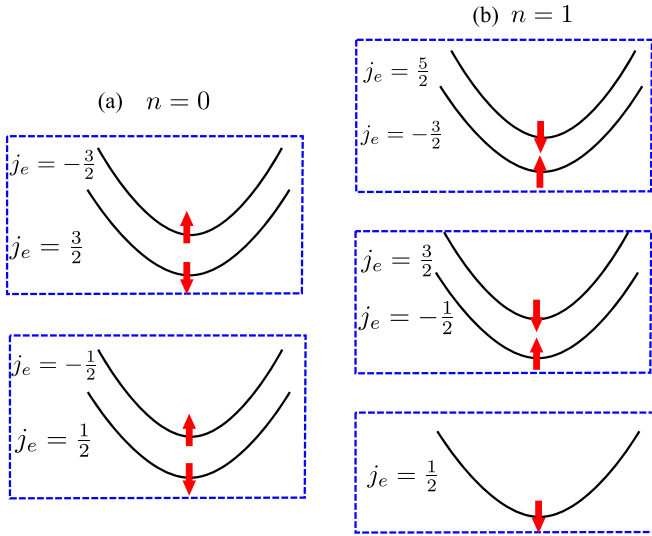 (a) n = 0
j_e = -3/2
j_e = 3/2
j_e = -1/2
j_e = 1/2
(b) n = 1
j_e = 5/2
j_e = -3/2
j_e = 3/2
j_e = -1/2
j_e = 1/2